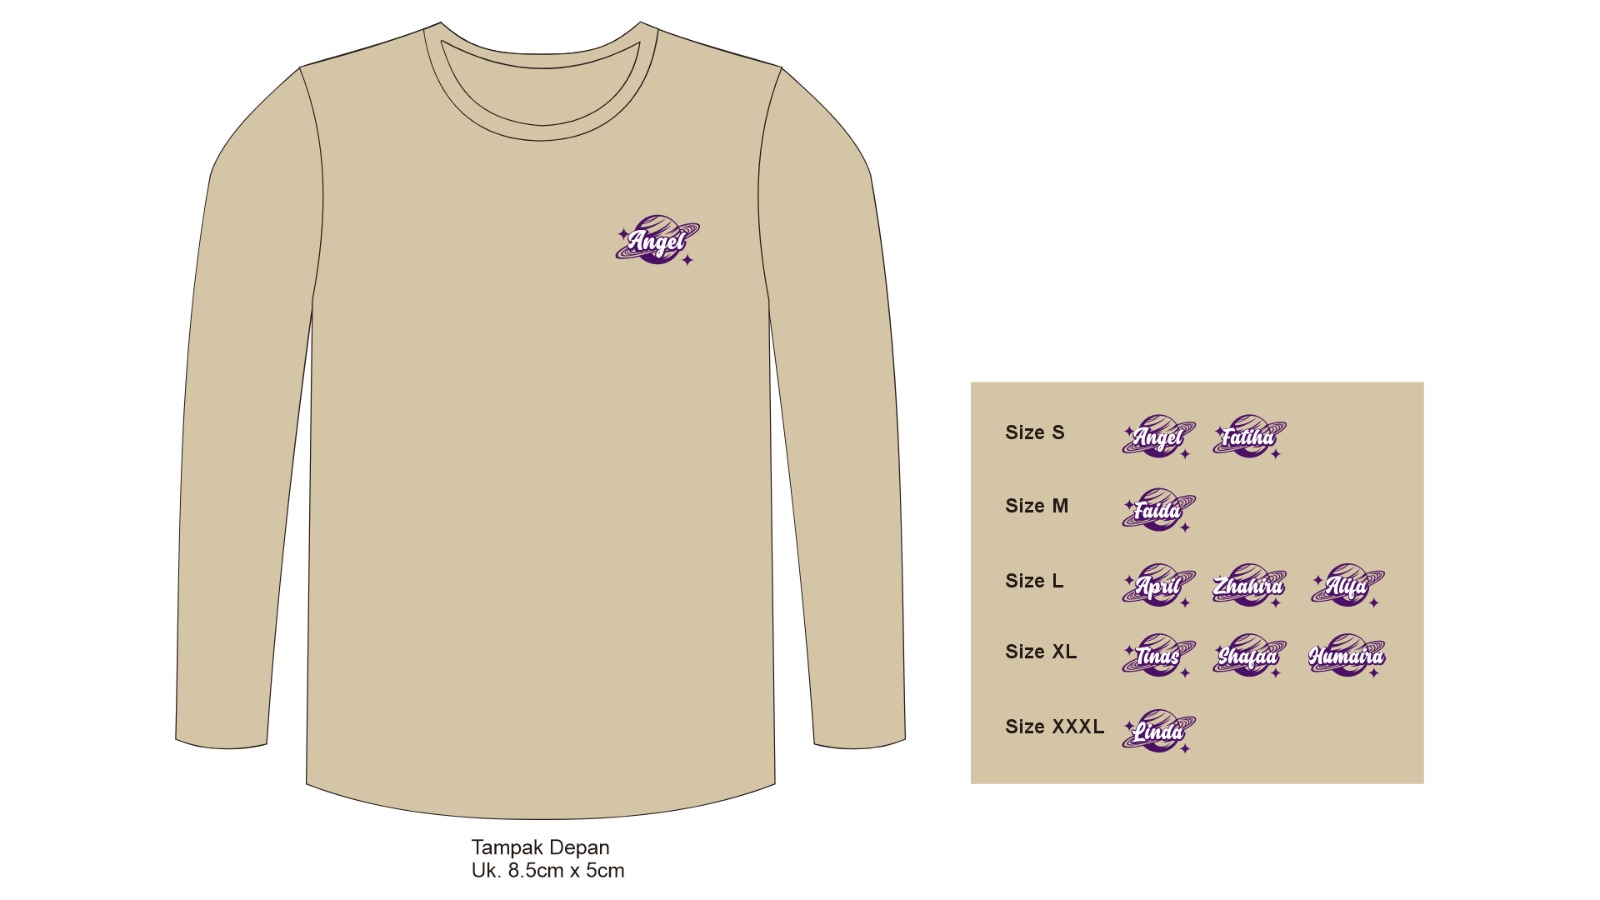 Angel
Size S Angel Fatiha
Size M Faida
Size L April Zhahira Alifa
Size XL Tinas Shafaa Humaira
Size XXXL Linda
Tampak Depan
Uk. 8.5cm x 5cm